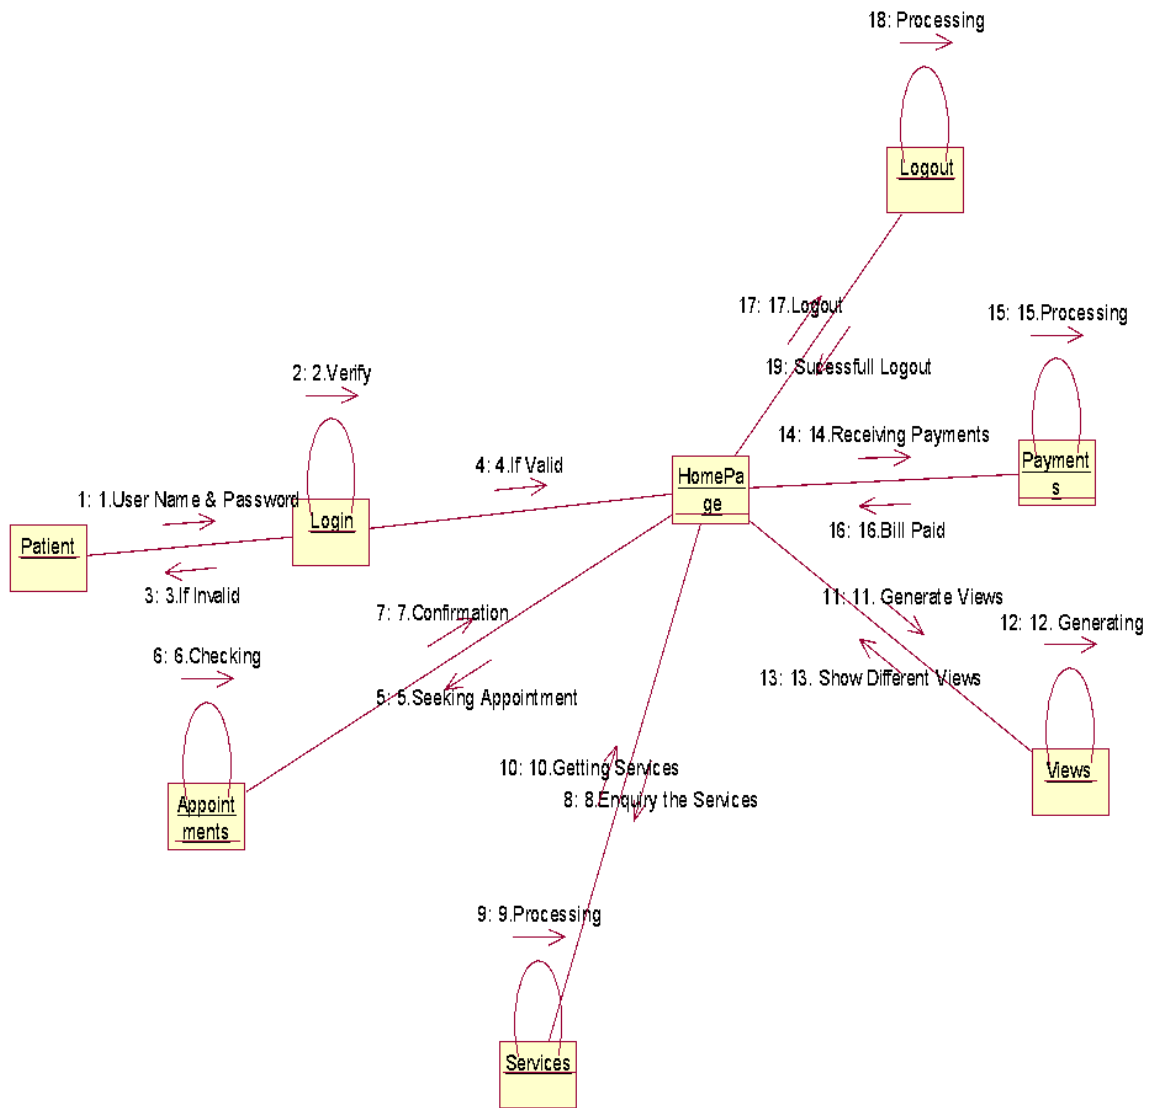 18: Processing
Logout
17: 17.Logout
15: 15.Processing
19: Sucessfull Logout
2: 2.Verify
14: 14.Receiving Payments
4: 4.If Valid
HomePa
ge
Payment
s
1: 1.User Name & Password
Login
16: 16.Bill Paid
Patient
3: 3.If Invalid
11: 11. Generate Views
7: 7.Confirmation
12: 12. Generating
6: 6.Checking
13: 13. Show Different Views
5: 5.Seeking Appointment
10: 10.Getting Services
Views
8: 8.Enquiry the Services
Appoint
ments
9: 9.Processing
Services